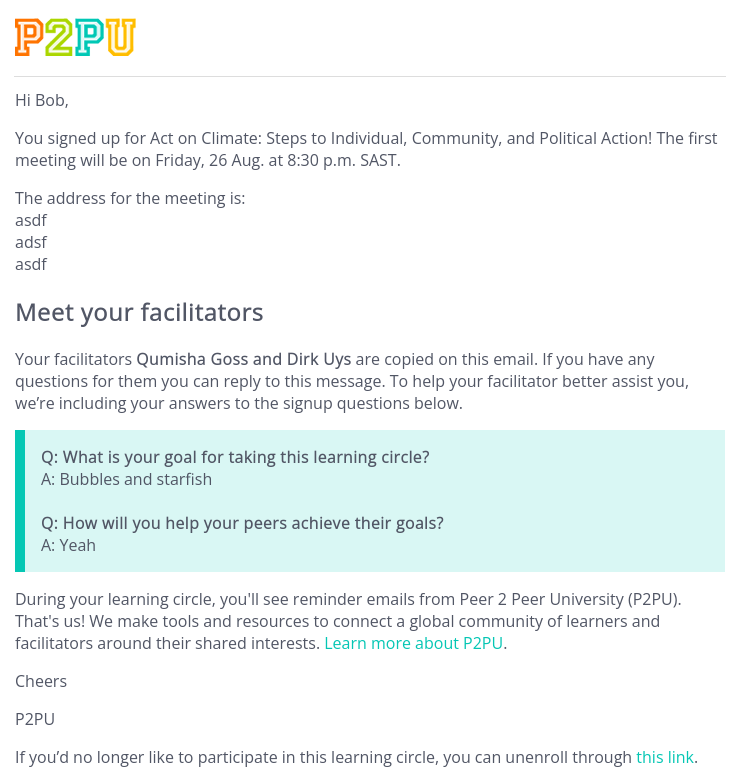 P2PU
Hi Bob,
You signed up for Act on Climate: Steps to Individual, Community, and Political Action! The first
meeting will be on Friday, 26 Aug. at 8:30 p.m. SAST.
The address for the meeting is:
asdf
adsf
asdf
Meet your facilitators
Your facilitators Qumisha Goss and Dirk Uys are copied on this email. If you have any
questions for them you can reply to this message. To help your facilitator better assist you,
we’re including your answers to the signup questions below.
Q: What is your goal for taking this learning circle?
A: Bubbles and starfish
Q: How will you help your peers achieve their goals?
A: Yeah
During your learning circle, you'll see reminder emails from Peer 2 Peer University (P2PU).
That's us! We make tools and resources to connect a global community of learners and
facilitators around their shared interests. Learn more about P2PU.
Cheers
P2PU
If you’d no longer like to participate in this learning circle, you can unenroll through this link.